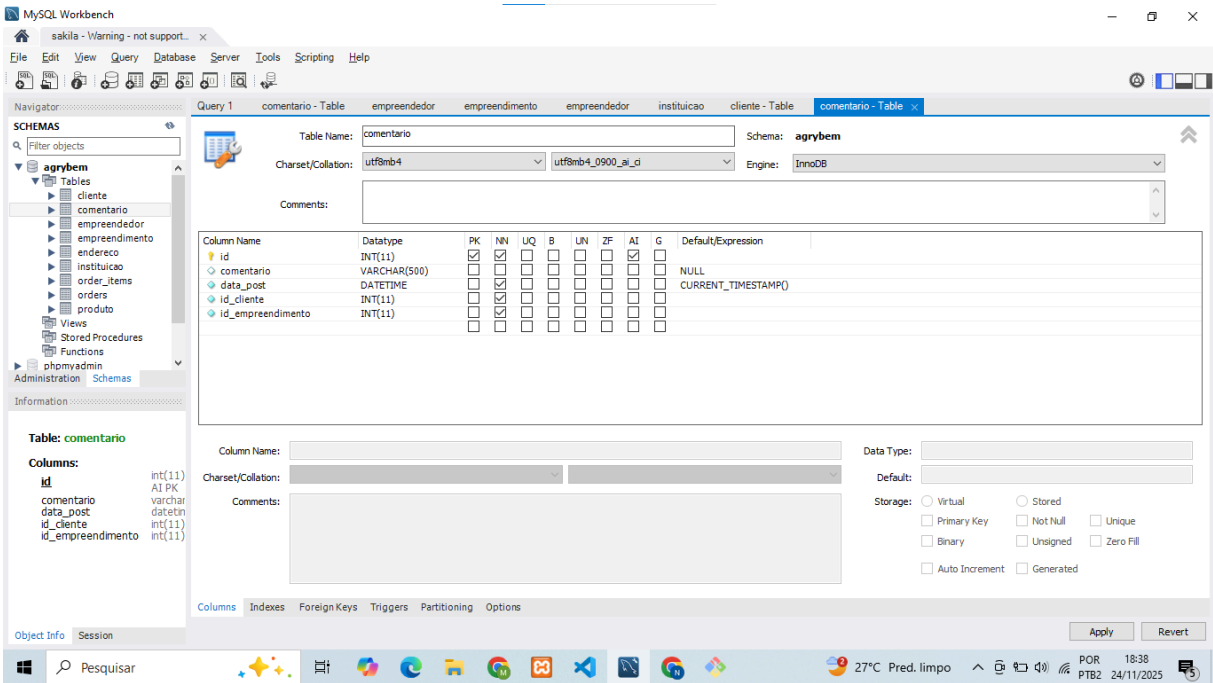 MySQL Workbench
sakila - Warning - not support... ×
File Edit View Query Database Server Tools Scripting Help
Navigator
Query 1 comentario - Table empreendedor empreendimento empreendedor instituicao cliente - Table comentario - Table ×
SCHEMAS
Filter objects
agrybem
Tables
cliente
comentario
empreendedor
empreendimento
endereco
instituicao
order_items
orders
produto
Views
Stored Procedures
Functions
phpmyadmin
Administration Schemas
Information
Table: comentario
Columns:
id int(11)
AI PK
comentario varchar
data_post datetin
id_cliente int(11)
id_empreendimento int(11)
Object Info Session
Table Name: comentario Schema: agrybem
Charset/Collation: utf8mb4 utf8mb4_0900_ai_ci Engine: InnoDB
Comments:
Column Name Datatype PK NN UQ B UN ZF AI G Default/Expression
id INT(11)
comentario VARCHAR(500) NULL
data_post DATETIME CURRENT_TIMESTAMP()
id_cliente INT(11)
id_empreendimento INT(11)
Column Name: Data Type:
Charset/Collation: Default:
Comments: Storage: Virtual Stored
Primary Key Not Null Unique
Binary Unsigned Zero Fill
Auto Increment Generated
Columns Indexes Foreign Keys Triggers Partitioning Options
Apply Revert
Pesquisar 27°C Pred. limpo POR 18:38
PTB2 24/11/2025